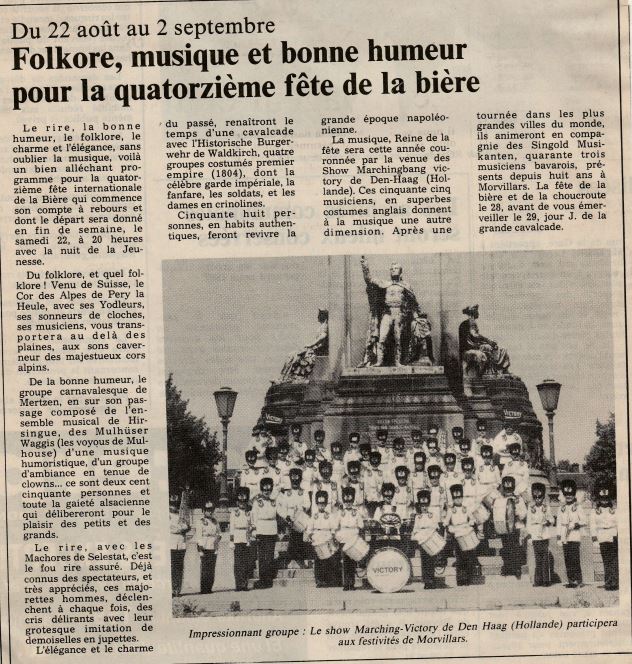 Du 22 août au 2 septembre
Folkore, musique et bonne humeur
pour la quatorzième fête de la bière
Le rire, la bonne
humeur, le folklore, le
charme et l'élégance, sans
oublier la musique, voilà
un bien alléchant pro-
gramme pour la quator-
zième fête internationale
de la Bière qui commence
son compte à rebours et
dont le départ sera donné
en fin de semaine, le
samedi 22, à 20 heures
avec la nuit de la Jeu-
nesse.
Du folklore, et quel fol-
klore ! Venu de Suisse, le
Cor des Alpes de Pery la
Heule, avec ses Yodleurs,
ses sonneurs de cloches,
ses musiciens, vous trans-
portera au delà des
plaines, aux sons caver-
neur des majestueux cors
alpins.
De la bonne humeur, le
groupe carnavalesque de
Mertzen, en sur son pas-
sage composé de l'en-
semble musical de Hir-
singue, des Mulhüser
Waggis (les voyous de Mul-
house) d'une musique
humoristique, d'un groupe
d'ambiance en tenue de
clowns... ce sont deux cent
cinquante personnes et
toute la gaieté alsacienne
qui délibereront pour le
plaisir des petits et des
grands.
Le rire, avec les
Machores de Selestat, c'est
le fou rire assuré. Déjà
connus des spectateurs, et
très appréciés, ces majo-
rettes hommes, déclen-
chent à chaque fois, des
cris délirants avec leur
grotesque imitation de
demoiselles en jupettes.
L'élégance et le charme
du passé, renaîtront le
temps d'une cavalcade
avec l'Historische Burger-
wehr de Waldkirch, quatre
groupes costumés premier
empire (1804), dont la
célèbre garde impériale, la
fanfare, les soldats, et les
dames en crinolines.
Cinquante huit per-
sonnes, en habits authen-
tiques, feront revivre la
grande époque napoléo-
nienne.
La musique, Reine de la
fête sera cette année cou-
ronnée par la venue des
Show Marchingbang vic-
tory de Den-Haag (Hol-
lande). Ces cinquante cinq
musiciens, en superbes
costumes anglais donnent
à la musique une autre
dimension. Après une
tournée dans les plus
grandes villes du monde,
ils animeront en compa-
gnie des Singold Musi-
kanten, quarante trois
musiciens bavarois, pré-
sents depuis huit ans à
Morvillars. La fête de la
bière et de la choucroute
le 28, avant de vous émer-
veiller le 29, jour J. de la
grande cavalcade.
VICTORY
VICTORY
VICTORY
Impressionnant groupe : Le show Marching-Victory de Den Haag (Hollande) participera
aux festivités de Morvillars.